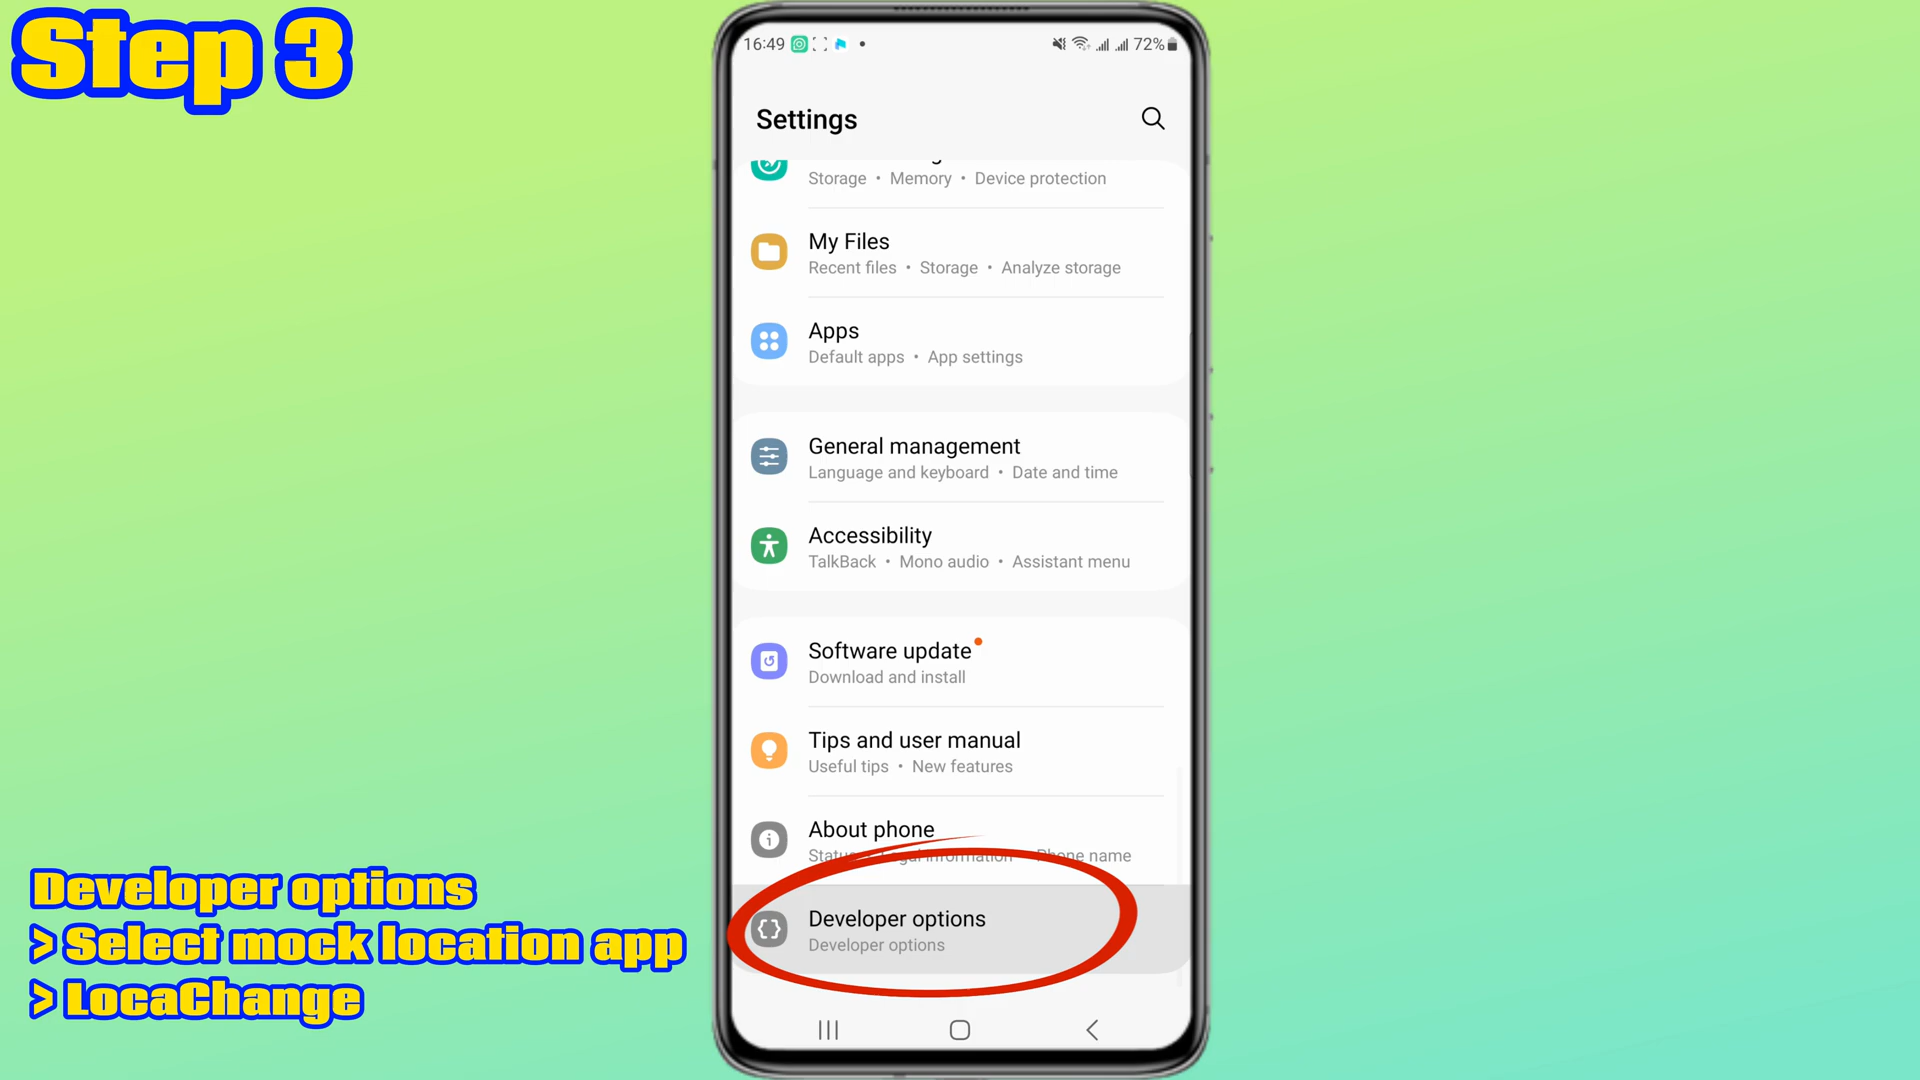 Step 3
16:49
72%
Settings
Storage • Memory • Device protection
My Files
Recent files • Storage • Analyze storage
Apps
Default apps • App settings
General management
Language and keyboard • Date and time
Accessibility
TalkBack • Mono audio • Assistant menu
Software update
Download and install
Tips and user manual
Useful tips • New features
About phone
Status • Legal information • Phone name
Developer options
Developer options
Developer options
> Select mock location app
> LocaChange